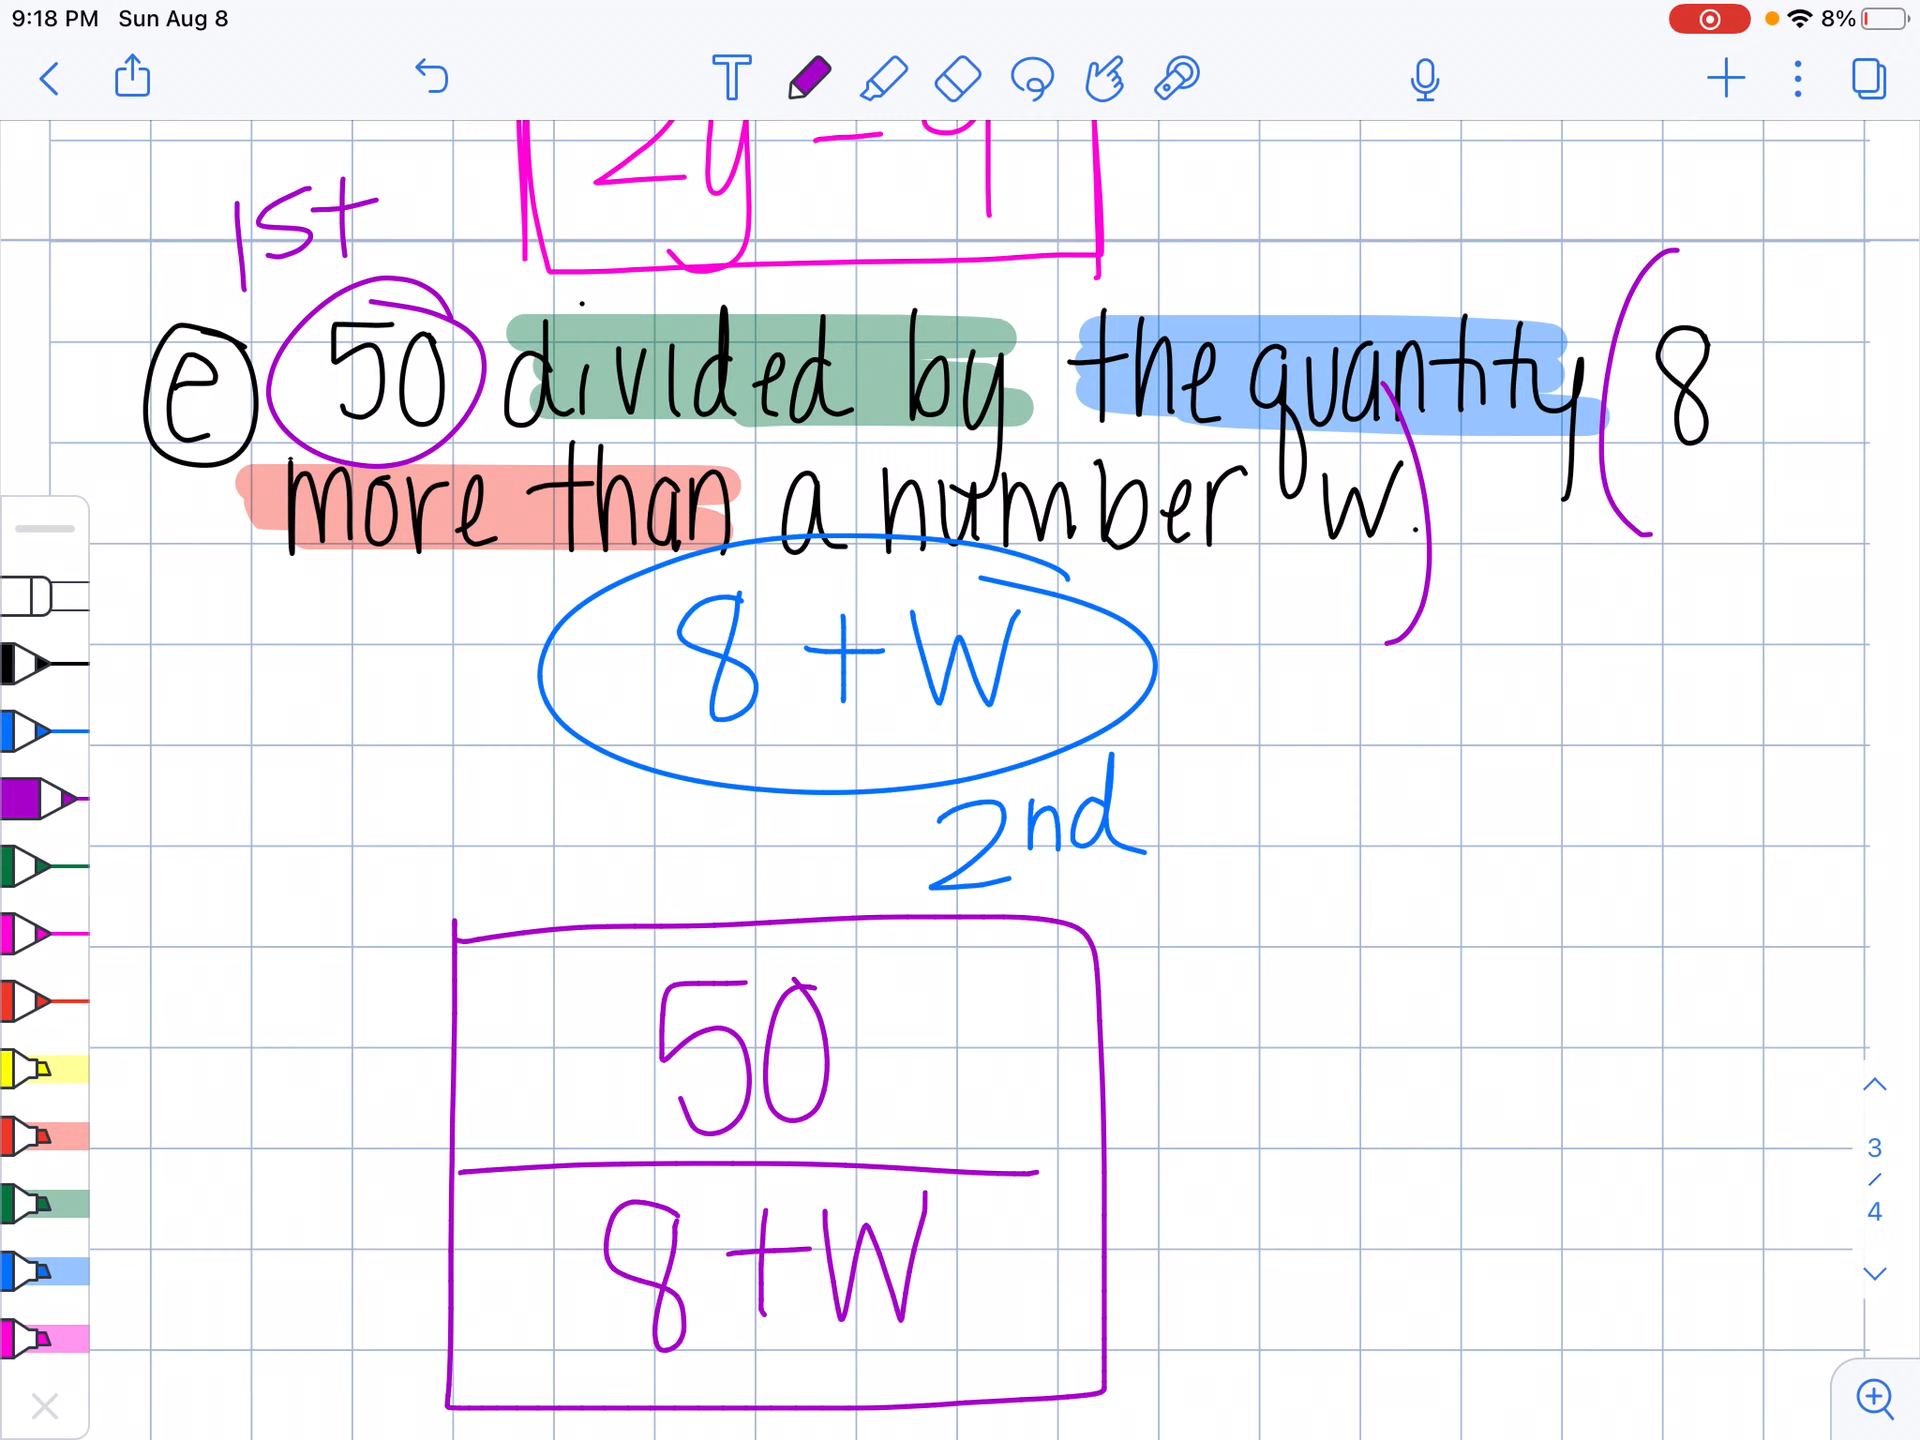 9:18 PM Sun Aug 8 8%
2y = 9
1st
e 50 divided by the quantity (8
more than a number w.)
8 + W
2nd
50
8 + W
3
/
4